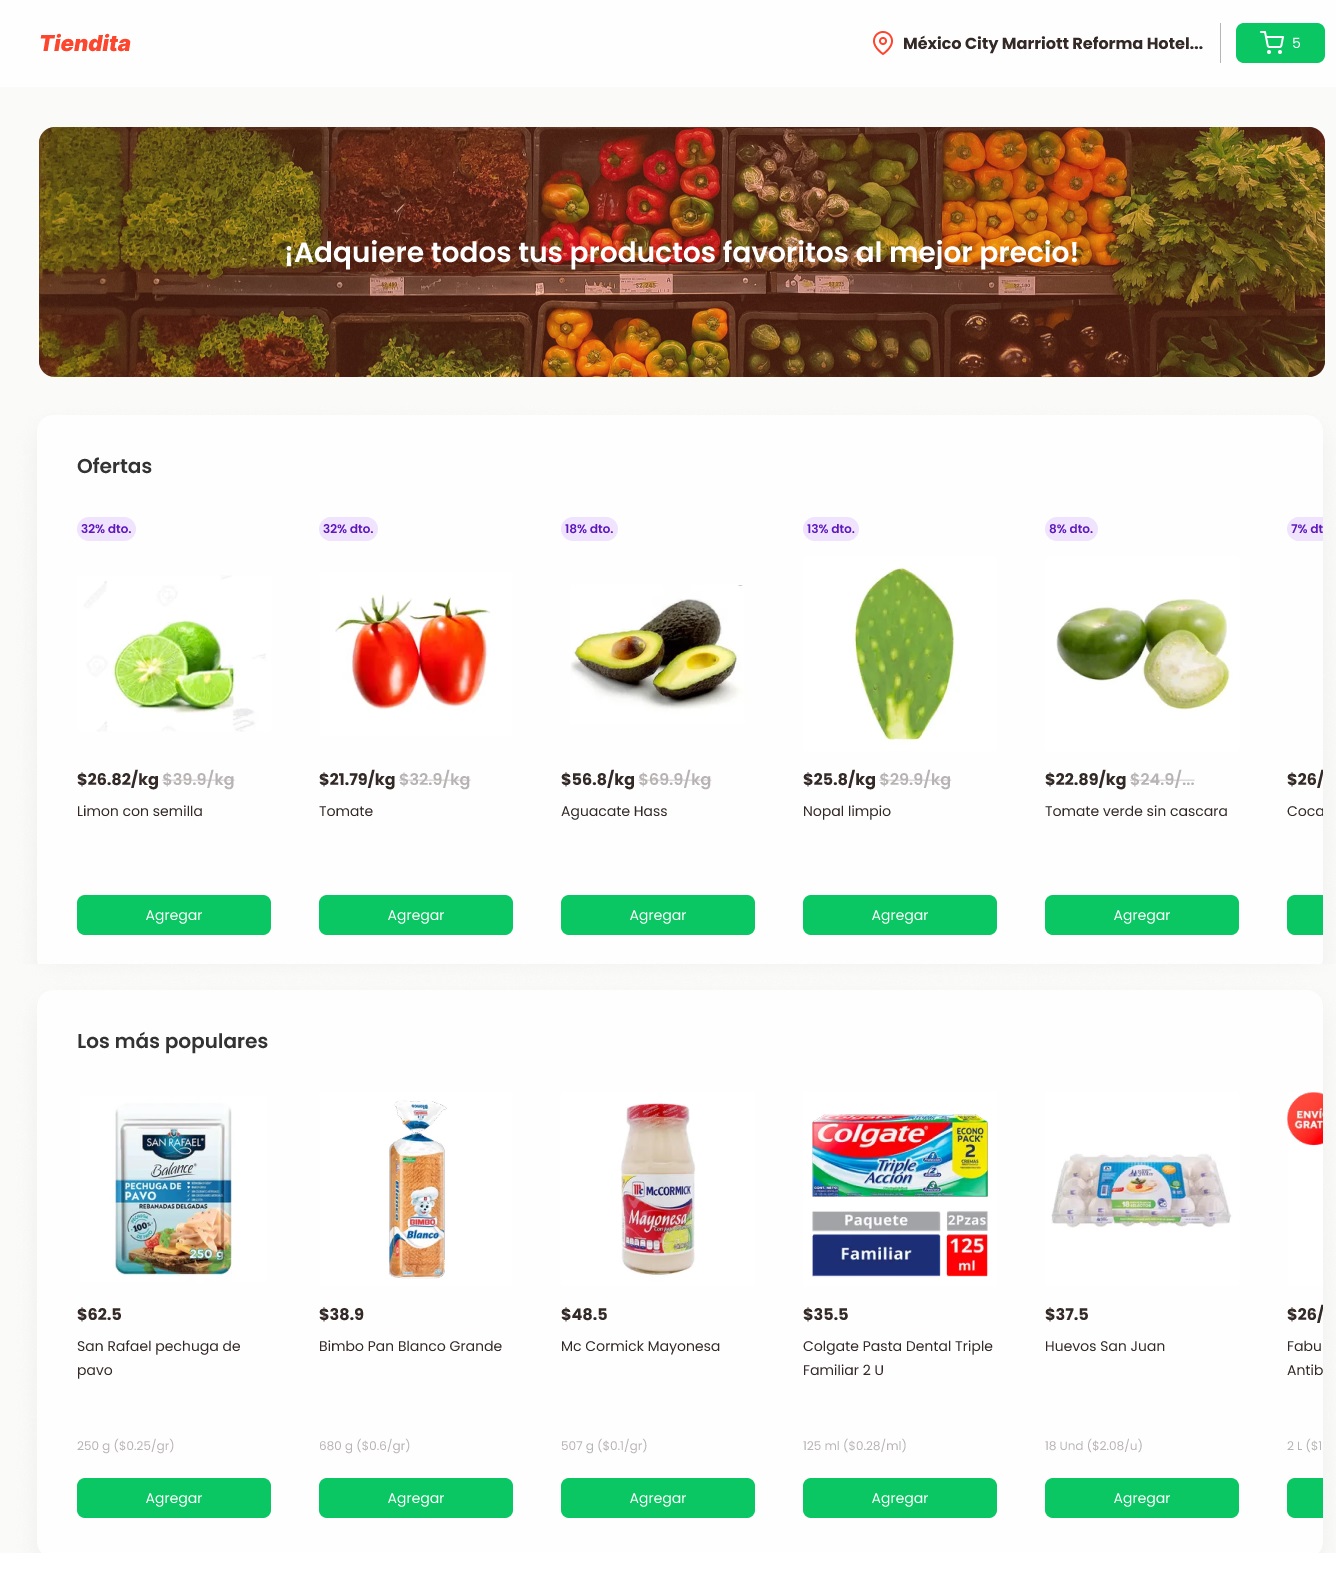 Tiendita
México City Marriott Reforma Hotel...
5
¡Adquiere todos tus productos favoritos al mejor precio!
Ofertas
32% dto.
32% dto.
18% dto.
13% dto.
8% dto.
7% dt
$26.82/kg $39.9/kg
$21.79/kg $32.9/kg
$56.8/kg $69.9/kg
$25.8/kg $29.9/kg
$22.89/kg $24.9/...
$26/
Limon con semilla
Tomate
Aguacate Hass
Nopal limpio
Tomate verde sin cascara
Coca
Agregar
Agregar
Agregar
Agregar
Agregar
Los más populares
SAN RAFAEL
Balance
PECHUGA DE
PAVO
REBANADAS DELGADAS
100%
250 g
BIMBO
Blanco
McCORMICK
Mayonesa
Colgate
Triple
Acción
ECONO
PACK
2
Paquete
2Pzas
Familiar
125
ml
ENVÍ
GRAT
$62.5
$38.9
$48.5
$35.5
$37.5
$26/
San Rafael pechuga de
pavo
Bimbo Pan Blanco Grande
Mc Cormick Mayonesa
Colgate Pasta Dental Triple
Familiar 2 U
Huevos San Juan
Fabu
Antib
250 g ($0.25/gr)
680 g ($0.6/gr)
507 g ($0.1/gr)
125 ml ($0.28/ml)
18 Und ($2.08/u)
2 L ($1
Agregar
Agregar
Agregar
Agregar
Agregar